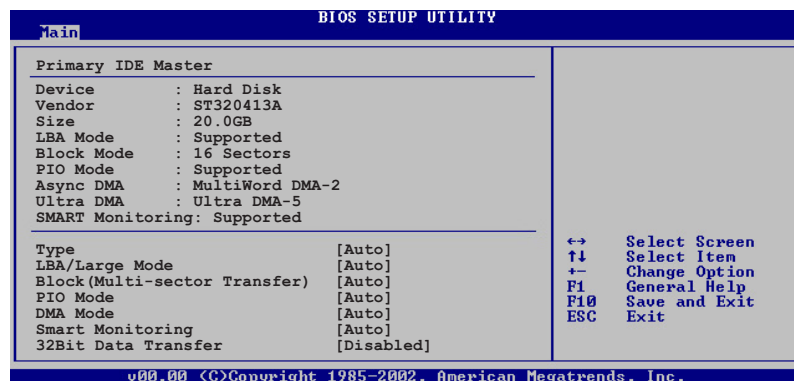 BIOS SETUP UTILITY
Main
Primary IDE Master
Device : Hard Disk
Vendor : ST320413A
Size : 20.0GB
LBA Mode : Supported
Block Mode : 16 Sectors
PIO Mode : Supported
Async DMA : MultiWord DMA-2
Ultra DMA : Ultra DMA-5
SMART Monitoring: Supported
Type [Auto]
LBA/Large Mode [Auto]
Block(Multi-sector Transfer) [Auto]
PIO Mode [Auto]
DMA Mode [Auto]
Smart Monitoring [Auto]
32Bit Data Transfer [Disabled]
←→ Select Screen
↑↓ Select Item
+- Change Option
F1 General Help
F10 Save and Exit
ESC Exit
v00.00 (C)Copyright 1985-2002, American Megatrends, Inc.